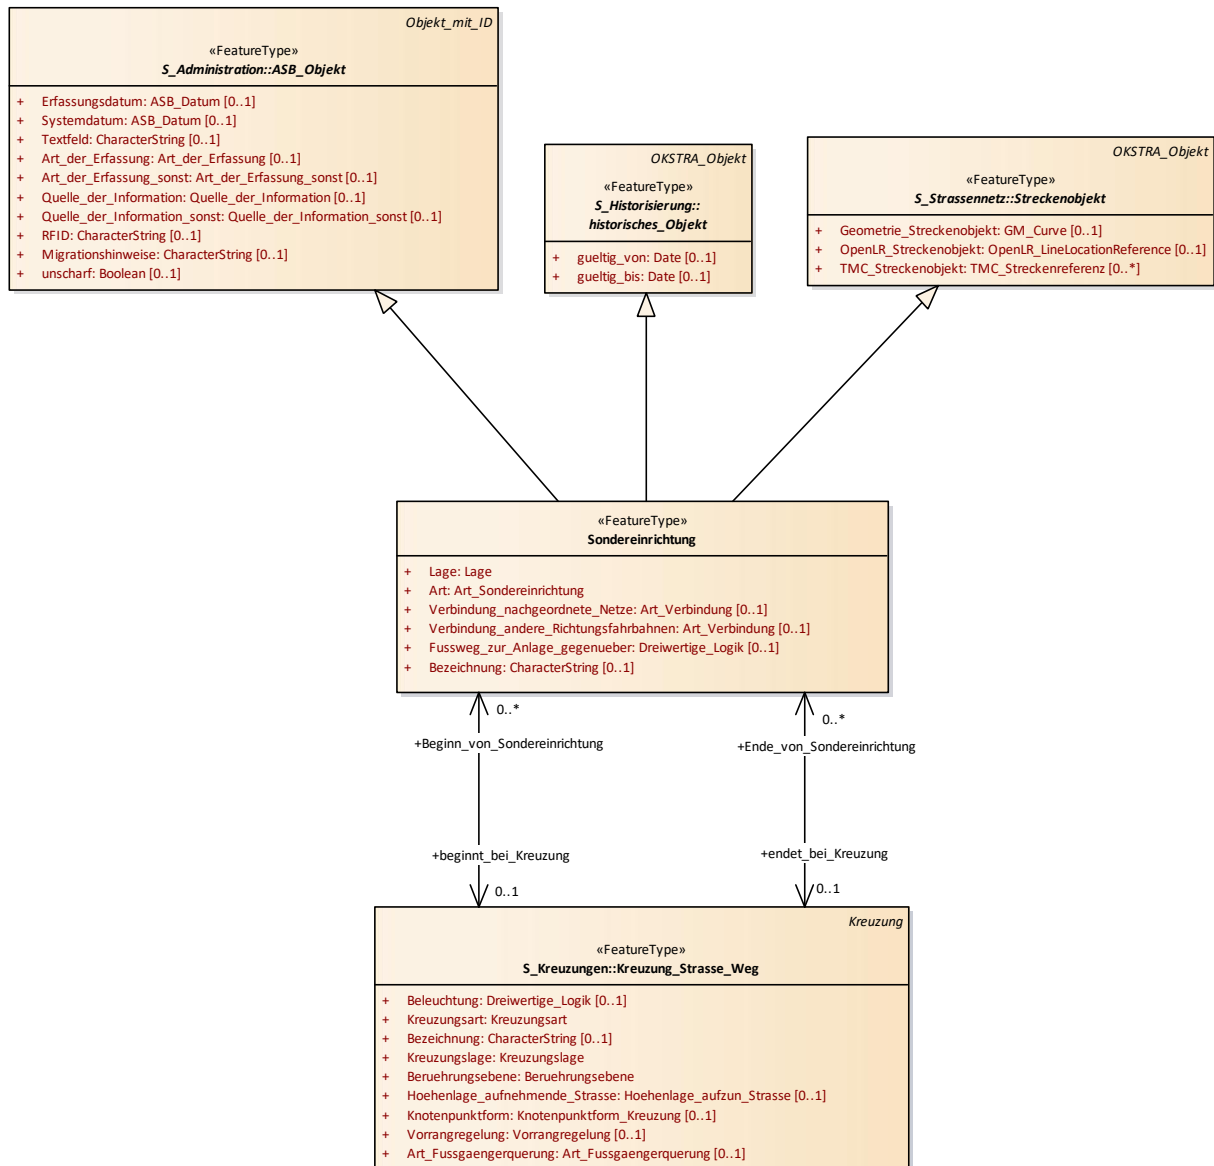 Objekt_mit_ID
«FeatureType»
S_Administration::ASB_Objekt
+ Erfassungsdatum: ASB_Datum [0..1]
+ Systemdatum: ASB_Datum [0..1]
+ Textfeld: CharacterString [0..1]
+ Art_der_Erfassung: Art_der_Erfassung [0..1]
+ Art_der_Erfassung_sonst: Art_der_Erfassung_sonst [0..1]
+ Quelle_der_Information: Quelle_der_Information [0..1]
+ Quelle_der_Information_sonst: Quelle_der_Information_sonst [0..1]
+ RFID: CharacterString [0..1]
+ Migrationshinweise: CharacterString [0..1]
+ unscharf: Boolean [0..1]
OKSTRA_Objekt
«FeatureType»
S_Historisierung::
historisches_Objekt
+ gueltig_von: Date [0..1]
+ gueltig_bis: Date [0..1]
OKSTRA_Objekt
«FeatureType»
S_Strassennetz::Streckenobjekt
+ Geometrie_Streckenobjekt: GM_Curve [0..1]
+ OpenLR_Streckenobjekt: OpenLR_LineLocationReference [0..1]
+ TMC_Streckenobjekt: TMC_Streckenreferenz [0..*]
«FeatureType»
Sondereinrichtung
+ Lage: Lage
+ Art: Art_Sondereinrichtung
+ Verbindung_nachgeordnete_Netze: Art_Verbindung [0..1]
+ Verbindung_andere_Richtungsfahrbahnen: Art_Verbindung [0..1]
+ Fussweg_zur_Anlage_gegenueber: Dreiwertige_Logik [0..1]
+ Bezeichnung: CharacterString [0..1]
0..*
+Beginn_von_Sondereinrichtung
+beginnt_bei_Kreuzung
0..1
0..*
+Ende_von_Sondereinrichtung
+endet_bei_Kreuzung
0..1
Kreuzung
«FeatureType»
S_Kreuzungen::Kreuzung_Strasse_Weg
+ Beleuchtung: Dreiwertige_Logik [0..1]
+ Kreuzungsart: Kreuzungsart
+ Bezeichnung: CharacterString [0..1]
+ Kreuzungslage: Kreuzungslage
+ Beruehrungsebene: Beruehrungsebene
+ Hoehenlage_aufnehmende_Strasse: Hoehenlage_aufzun_Strasse [0..1]
+ Knotenpunktform: Knotenpunktform_Kreuzung [0..1]
+ Vorrangregelung: Vorrangregelung [0..1]
+ Art_Fussgaengerquerung: Art_Fussgaengerquerung [0..1]